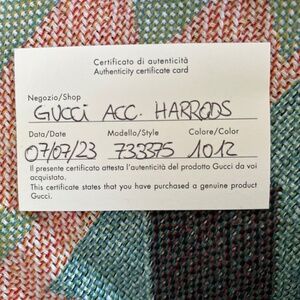 Certificato di autenticità
Authenticity certificate card
Negozio/Shop
GUCCI ACC. HARRODS
Data/Date Modello/Style Colore/Color
07/07/23 733375 1012
Il presente certificato attesta l'autenticità del prodotto Gucci da voi
acquistato.
This certificate states that you have purchased a genuine product
Gucci.